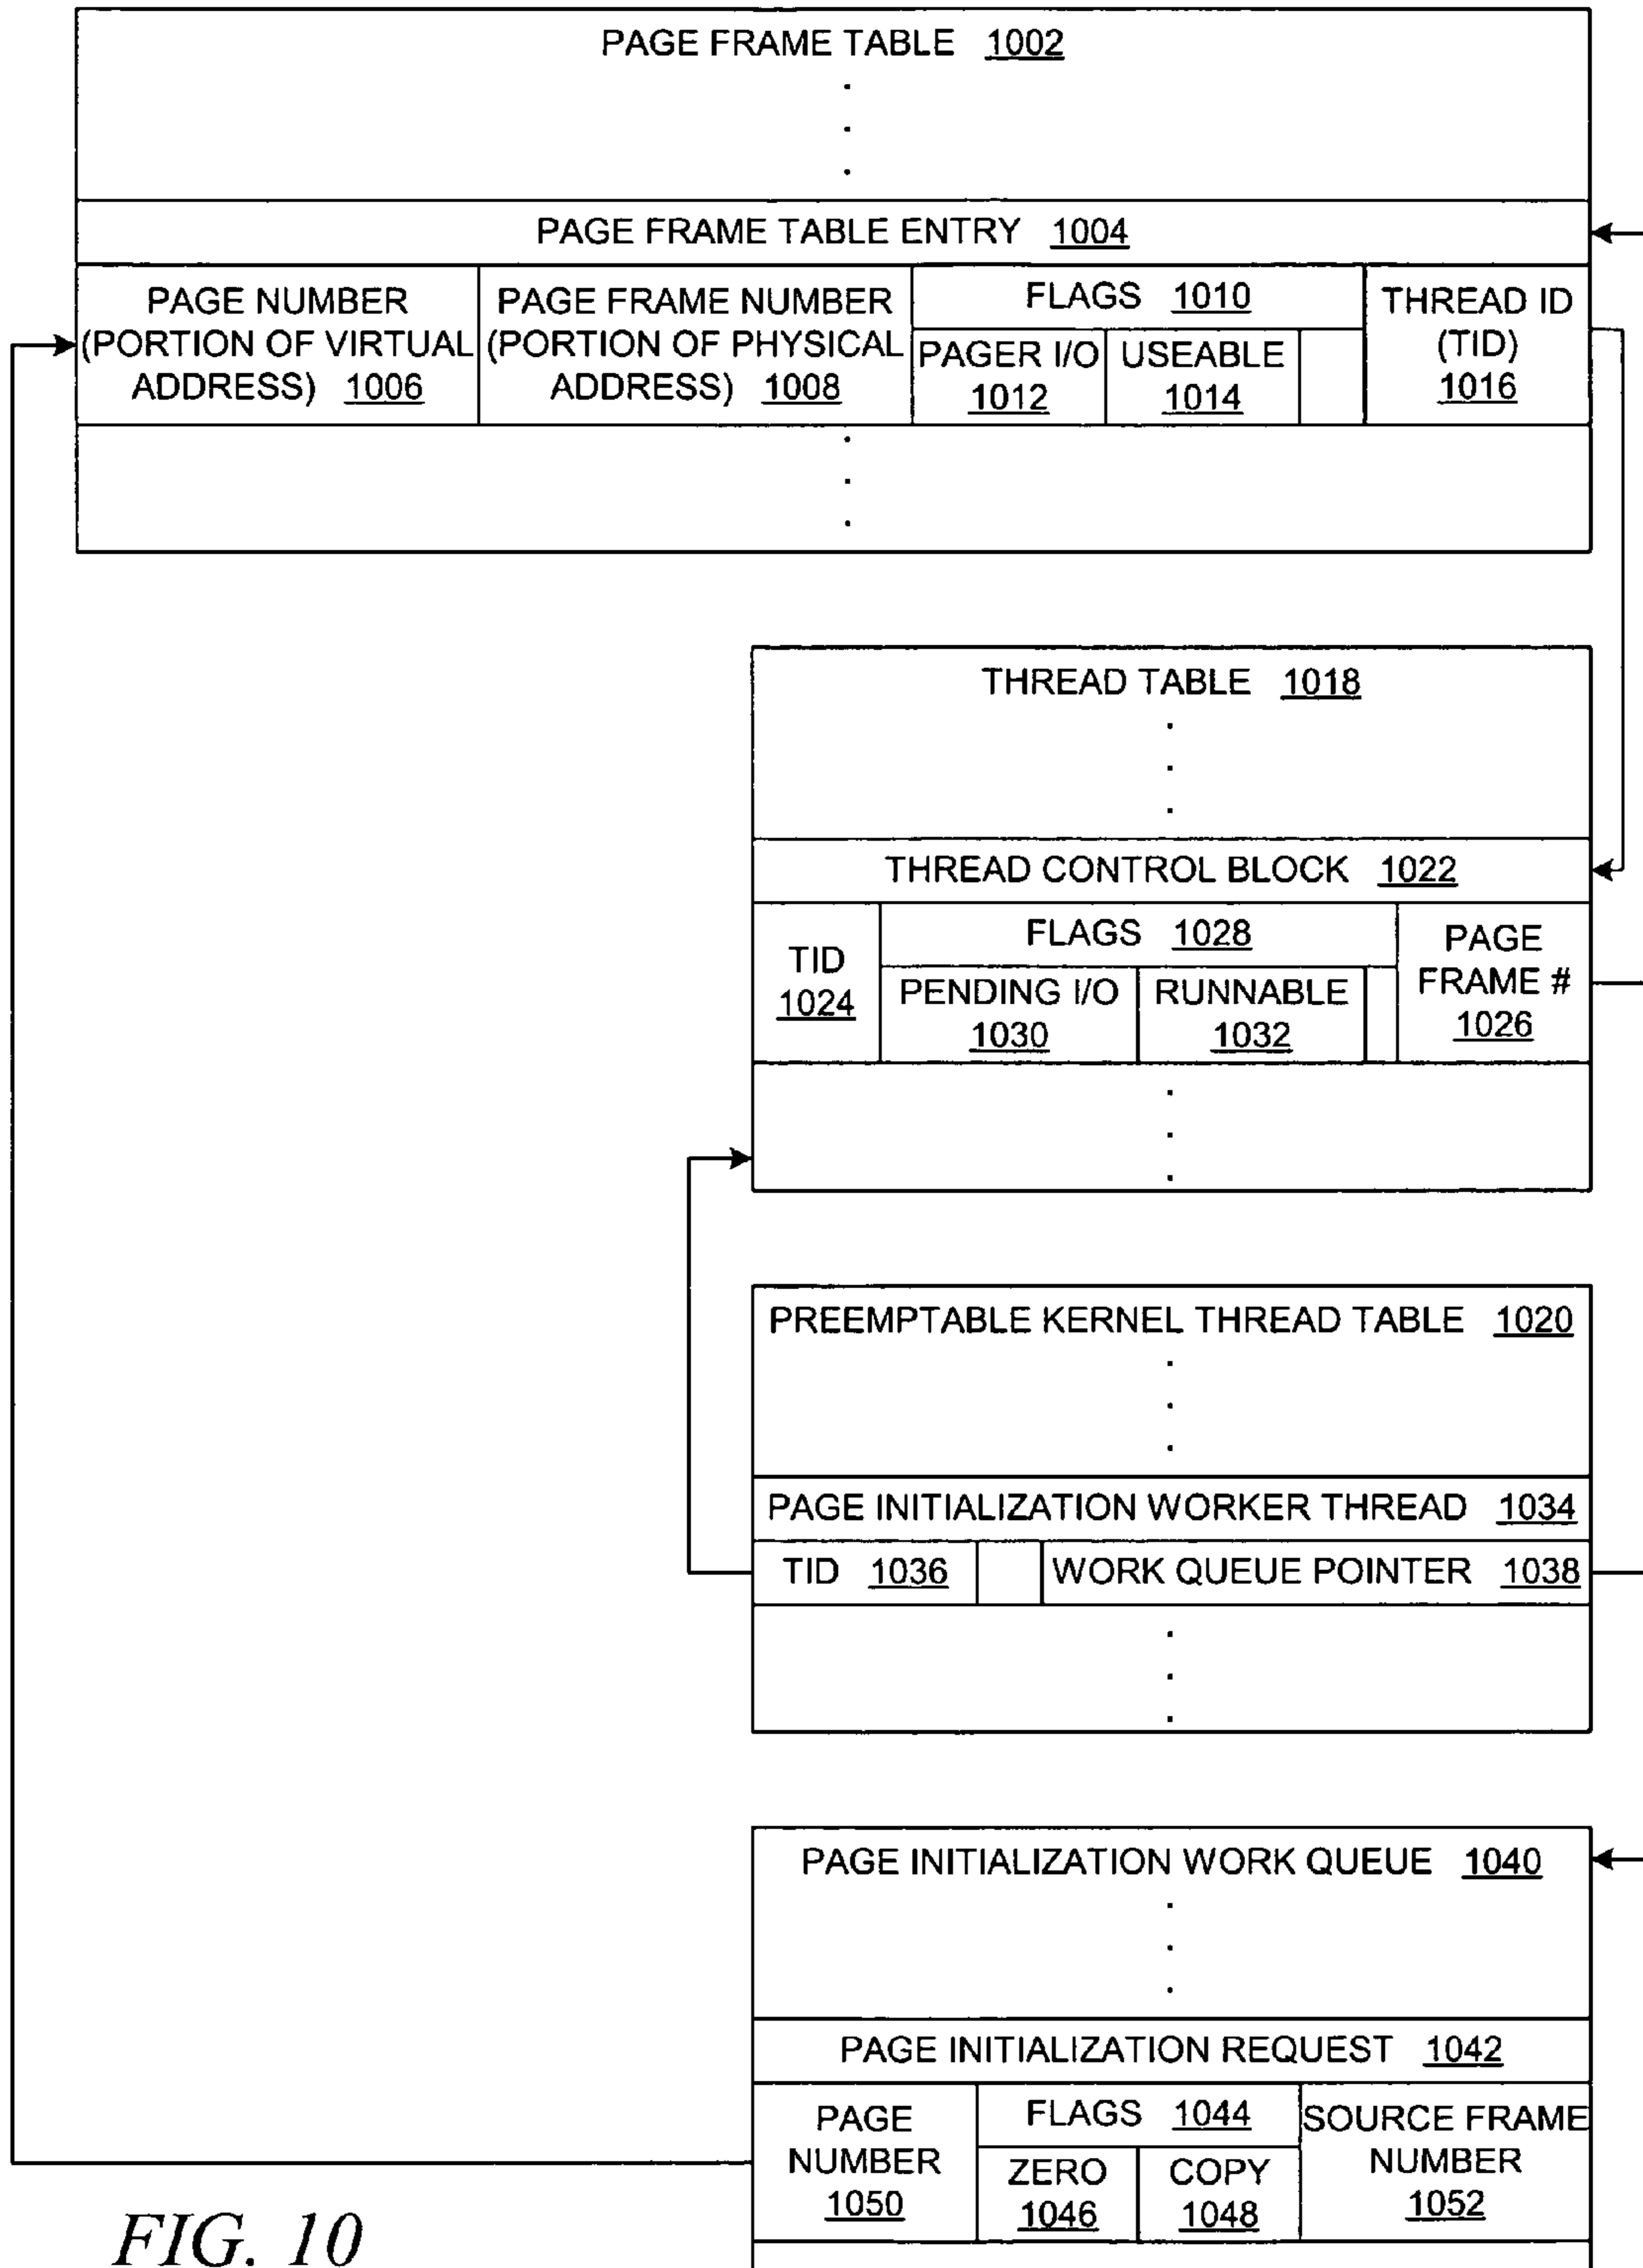 PAGE FRAME TABLE 1002
PAGE FRAME TABLE ENTRY 1004
PAGE NUMBER
(PORTION OF VIRTUAL
ADDRESS) 1006
PAGE FRAME NUMBER
(PORTION OF PHYSICAL
ADDRESS) 1008
FLAGS 1010
PAGER I/O
1012
USEABLE
1014
THREAD ID
(TID)
1016
THREAD TABLE 1018
THREAD CONTROL BLOCK 1022
TID
1024
FLAGS 1028
PENDING I/O
1030
RUNNABLE
1032
PAGE
FRAME #
1026
PREEMPTABLE KERNEL THREAD TABLE 1020
PAGE INITIALIZATION WORKER THREAD 1034
TID 1036
WORK QUEUE POINTER 1038
PAGE INITIALIZATION WORK QUEUE 1040
PAGE INITIALIZATION REQUEST 1042
PAGE
NUMBER
1050
FLAGS 1044
ZERO
1046
COPY
1048
SOURCE FRAME
NUMBER
1052
FIG. 10